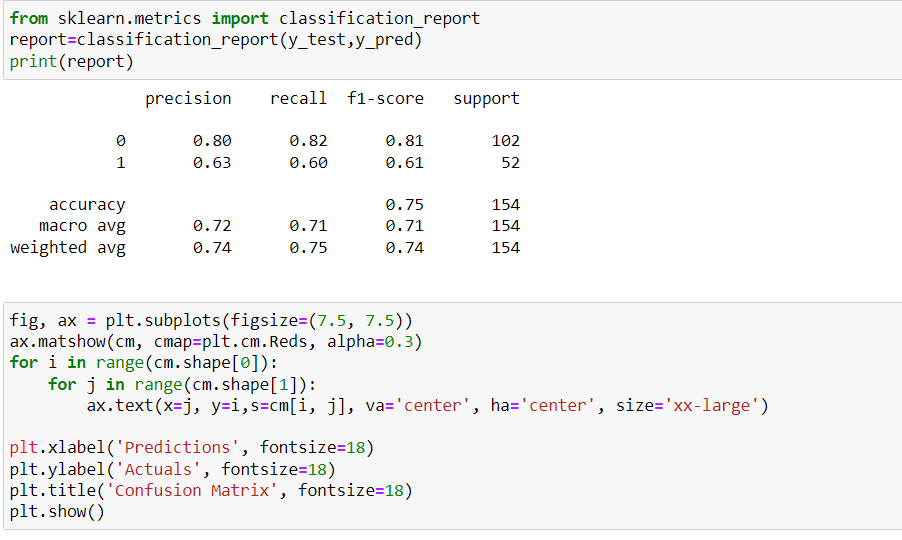 from sklearn.metrics import classification_report
report=classification_report(y_test,y_pred)
print(report)
precision recall f1-score support
0 0.80 0.82 0.81 102
1 0.63 0.60 0.61 52
accuracy 0.75 154
macro avg 0.72 0.71 0.71 154
weighted avg 0.74 0.75 0.74 154
fig, ax = plt.subplots(figsize=(7.5, 7.5))
ax.matshow(cm, cmap=plt.cm.Reds, alpha=0.3)
for i in range(cm.shape[0]):
    for j in range(cm.shape[1]):
        ax.text(x=j, y=i,s=cm[i, j], va='center', ha='center', size='xx-large')
plt.xlabel('Predictions', fontsize=18)
plt.ylabel('Actuals', fontsize=18)
plt.title('Confusion Matrix', fontsize=18)
plt.show()